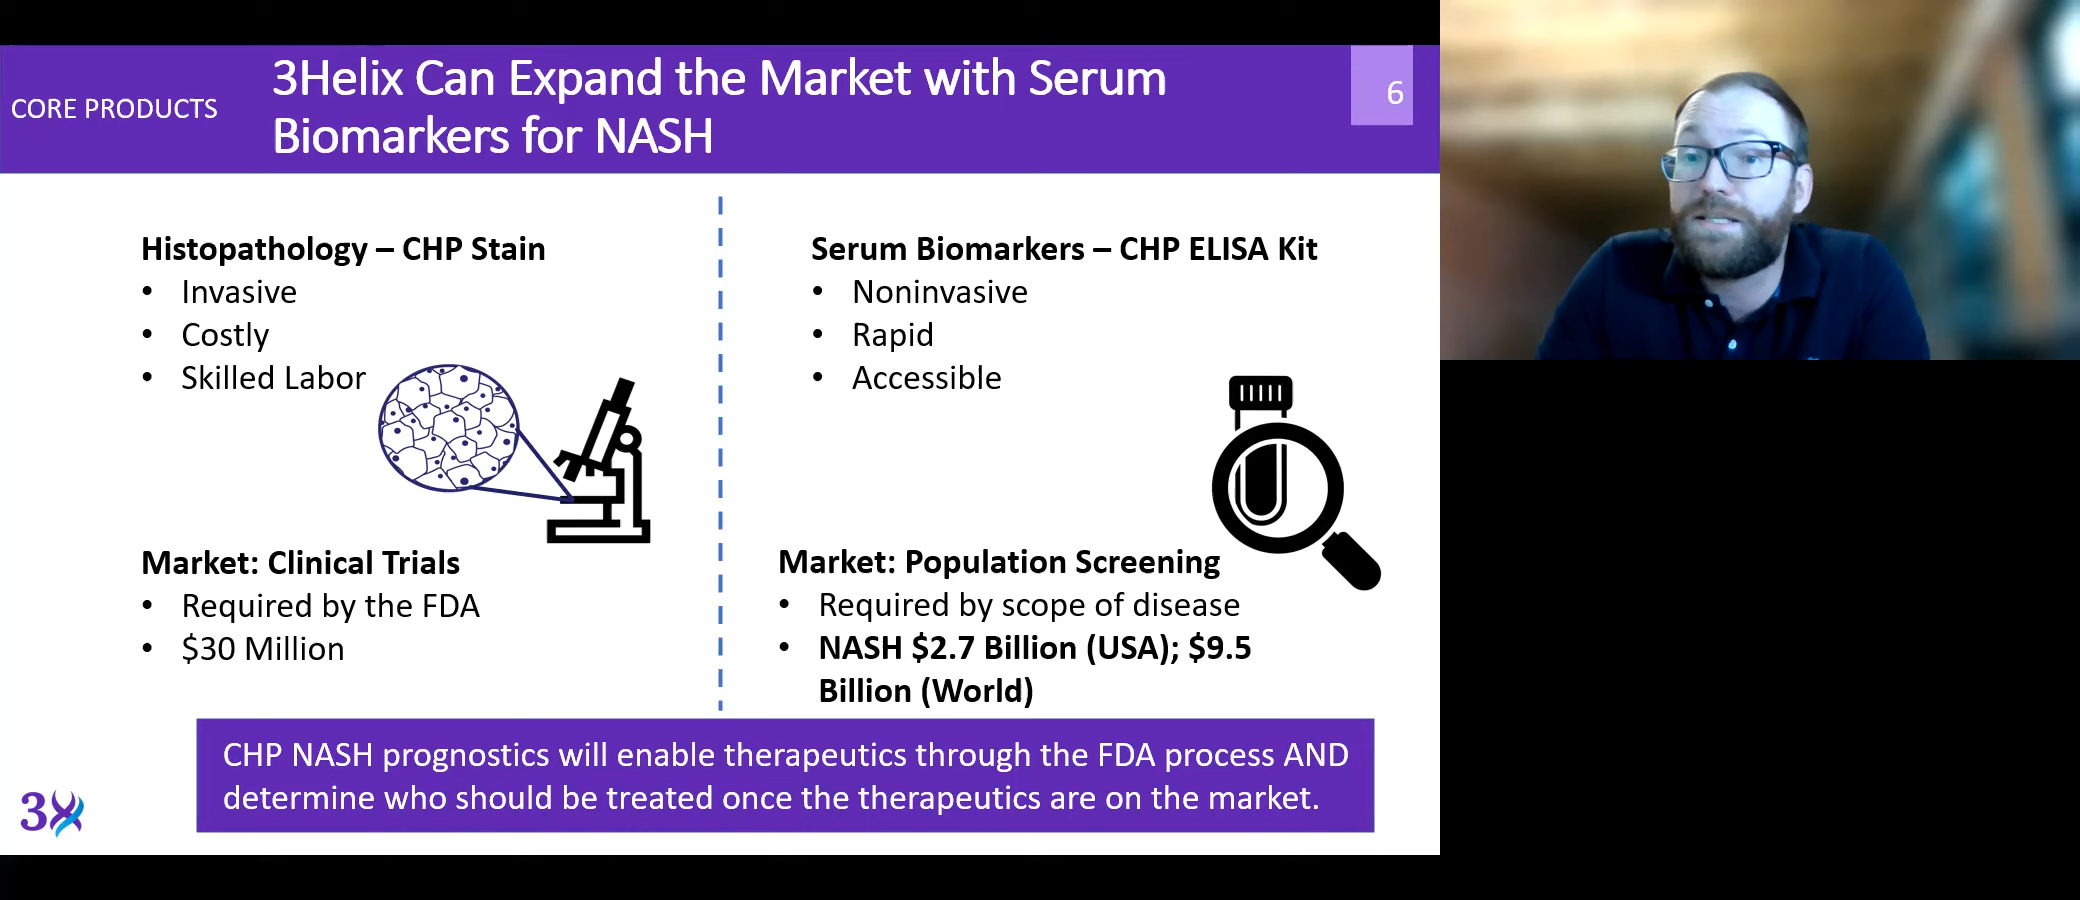 CORE PRODUCTS
3Helix Can Expand the Market with Serum
Biomarkers for NASH
6
Histopathology – CHP Stain
• Invasive
• Costly
• Skilled Labor
Market: Clinical Trials
• Required by the FDA
• $30 Million
Serum Biomarkers – CHP ELISA Kit
• Noninvasive
• Rapid
• Accessible
Market: Population Screening
• Required by scope of disease
• NASH $2.7 Billion (USA); $9.5
Billion (World)
CHP NASH prognostics will enable therapeutics through the FDA process AND
determine who should be treated once the therapeutics are on the market.
3